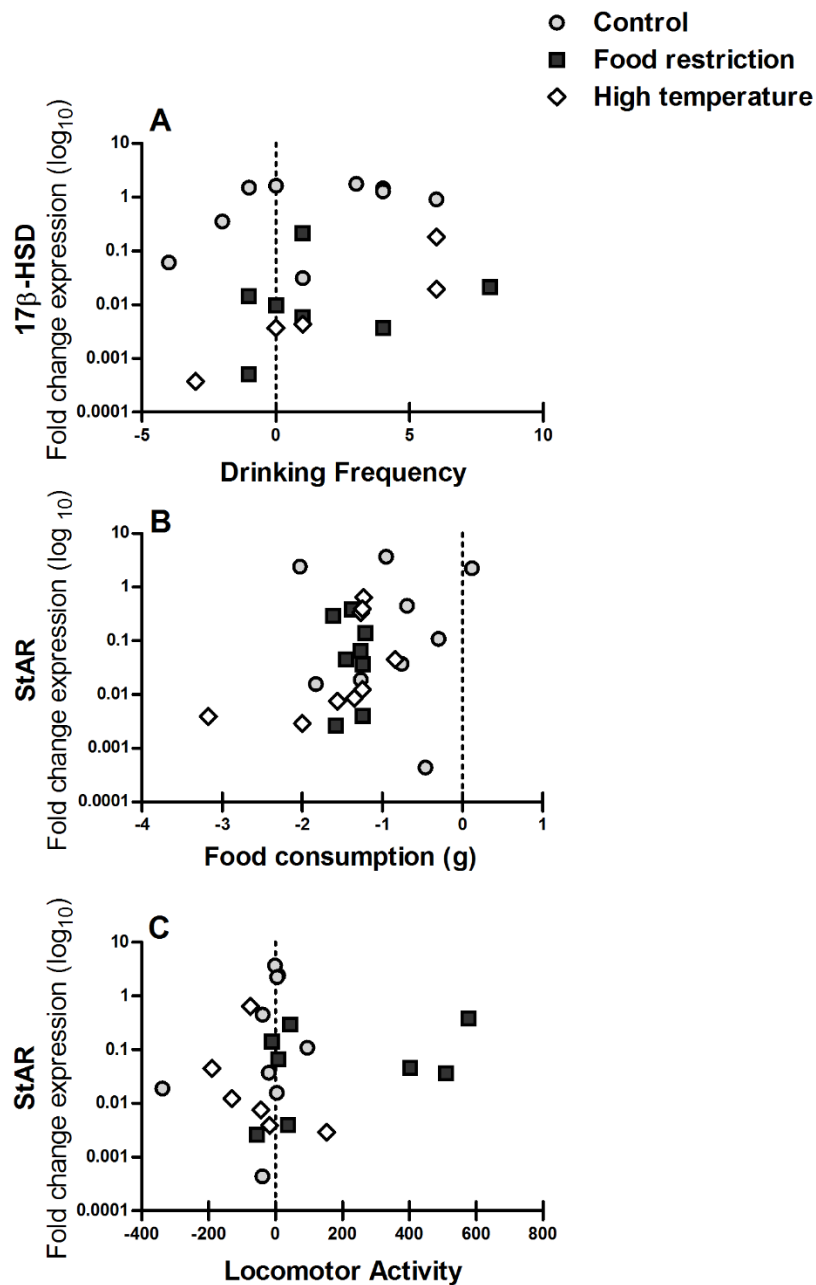 Control
Food restriction
High temperature
A
17β-HSD
Fold change expression (log10)
10
1
0.1
0.01
0.001
0.0001
-5
0
5
10
Drinking Frequency
B
StAR
Fold change expression (log 10)
10
1
0.1
0.01
0.001
0.0001
-4
-3
-2
-1
0
1
Food consumption (g)
C
StAR
Fold change expression (log10)
10
1
0.1
0.01
0.001
0.0001
-400
-200
0
200
400
600
800
Locomotor Activity